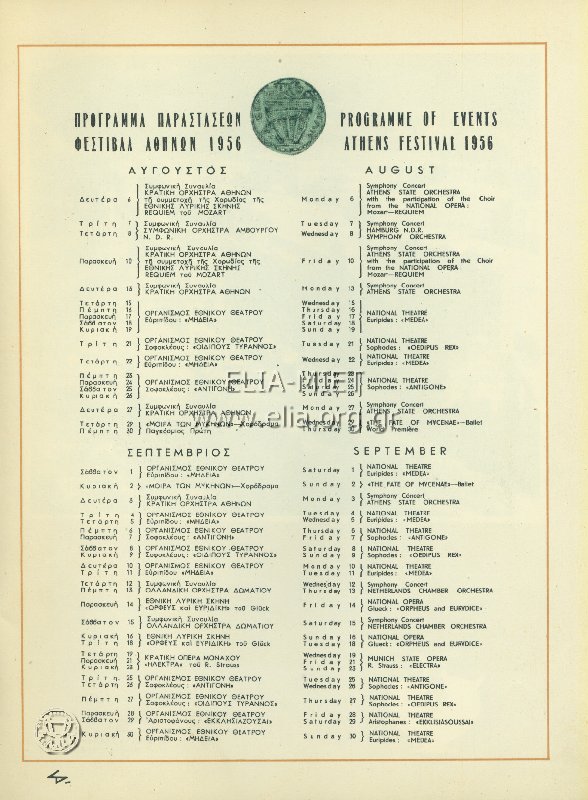 ΠΡΟΓΡΑΜΜΑ ΠΑΡΑΣΤΑΣΕΩΝ
ΦΕΣΤΙΒΑΛ ΑΘΗΝΩΝ 1956
ΑΥΓΟΥΣΤΟΣ
Δευτέρα 6 Συμφωνική Συναυλία
ΚΡΑΤΙΚΗ ΟΡΧΗΣΤΡΑ ΑΘΗΝΩΝ
τῇ συμμετοχῇ τῆς Χορωδίας τῆς
ΕΘΝΙΚΗΣ ΛΥΡΙΚΗΣ ΣΚΗΝΗΣ
REQUIEM τοῦ MOZART
Τρίτη 7 Συμφωνική Συναυλία
Τετάρτη 8 ΣΥΜΦΩΝΙΚΗ ΟΡΧΗΣΤΡΑ ΑΜΒΟΥΡΓΟΥ
N. D. R.
Παρασκευή 10 Συμφωνική Συναυλία
ΚΡΑΤΙΚΗ ΟΡΧΗΣΤΡΑ ΑΘΗΝΩΝ
τῇ συμμετοχῇ τῆς Χορωδίας τῆς
ΕΘΝΙΚΗΣ ΛΥΡΙΚΗΣ ΣΚΗΝΗΣ
REQUIEM τοῦ MOZART
Δευτέρα 13 Συμφωνική Συναυλία
ΚΡΑΤΙΚΗ ΟΡΧΗΣΤΡΑ ΑΘΗΝΩΝ
Τετάρτη 15
Πέμπτη 16
Παρασκευή 17 ΟΡΓΑΝΙΣΜΟΣ ΕΘΝΙΚΟΥ ΘΕΑΤΡΟΥ
Σάββατον 18 Εὐριπίδου: «ΜΗΔΕΙΑ»
Κυριακή 19
Τρίτη 21 ΟΡΓΑΝΙΣΜΟΣ ΕΘΝΙΚΟΥ ΘΕΑΤΡΟΥ
Σοφοκλέους: «ΟΙΔΙΠΟΥΣ ΤΥΡΑΝΝΟΣ»
Τετάρτη 22 ΟΡΓΑΝΙΣΜΟΣ ΕΘΝΙΚΟΥ ΘΕΑΤΡΟΥ
Εὐριπίδου: «ΜΗΔΕΙΑ»
Πέμπτη 23
Παρασκευή 24 ΟΡΓΑΝΙΣΜΟΣ ΕΘΝΙΚΟΥ ΘΕΑΤΡΟΥ
Σάββατον 25 Σοφοκλέους: «ΑΝΤΙΓΟΝΗ»
Κυριακή 26
Δευτέρα 27 Συμφωνική Συναυλία
ΚΡΑΤΙΚΗ ΟΡΧΗΣΤΡΑ ΑΘΗΝΩΝ
Τετάρτη 29 «ΜΟΙΡΑ ΤΩΝ ΜΥΚΗΝΩΝ»—Χορόδραμα
Πέμπτη 30 Παγκόσμιος Πρώτη
ΣΕΠΤΕΜΒΡΙΟΣ
Σάββατον 1 ΟΡΓΑΝΙΣΜΟΣ ΕΘΝΙΚΟΥ ΘΕΑΤΡΟΥ
Εὐριπίδου: «ΜΗΔΕΙΑ»
Κυριακή 2 «ΜΟΙΡΑ ΤΩΝ ΜΥΚΗΝΩΝ»—Χορόδραμα
Δευτέρα 3 Συμφωνική Συναυλία
ΚΡΑΤΙΚΗ ΟΡΧΗΣΤΡΑ ΑΘΗΝΩΝ
Τρίτη 4 ΟΡΓΑΝΙΣΜΟΣ ΕΘΝΙΚΟΥ ΘΕΑΤΡΟΥ
Τετάρτη 5 Εὐριπίδου: «ΜΗΔΕΙΑ»
Πέμπτη 6 ΟΡΓΑΝΙΣΜΟΣ ΕΘΝΙΚΟΥ ΘΕΑΤΡΟΥ
Παρασκευή 7 Σοφοκλέους: «ΑΝΤΙΓΟΝΗ»
Σάββατον 8 ΟΡΓΑΝΙΣΜΟΣ ΕΘΝΙΚΟΥ ΘΕΑΤΡΟΥ
Κυριακή 9 Σοφοκλέους: «ΟΙΔΙΠΟΥΣ ΤΥΡΑΝΝΟΣ»
Δευτέρα 10 ΟΡΓΑΝΙΣΜΟΣ ΕΘΝΙΚΟΥ ΘΕΑΤΡΟΥ
Τρίτη 11 Εὐριπίδου: «ΜΗΔΕΙΑ»
Τετάρτη 12 Συμφωνική Συναυλία
Πέμπτη 13 ΟΛΛΑΝΔΙΚΗ ΟΡΧΗΣΤΡΑ ΔΩΜΑΤΙΟΥ
Παρασκευή 14 ΕΘΝΙΚΗ ΛΥΡΙΚΗ ΣΚΗΝΗ
«ΟΡΦΕΥΣ καὶ ΕΥΡΙΔΙΚΗ» τοῦ Glück
Σάββατον 15 Συμφωνική Συναυλία
ΟΛΛΑΝΔΙΚΗ ΟΡΧΗΣΤΡΑ ΔΩΜΑΤΙΟΥ
Κυριακή 16 ΕΘΝΙΚΗ ΛΥΡΙΚΗ ΣΚΗΝΗ
Τρίτη 18 «ΟΡΦΕΥΣ καὶ ΕΥΡΙΔΙΚΗ» τοῦ Glück
Τετάρτη 19
Παρασκευή 21 ΚΡΑΤΙΚΗ ΟΠΕΡΑ ΜΟΝΑΧΟΥ
Κυριακή 23 «ΗΛΕΚΤΡΑ» τοῦ R. Strauss
Τρίτη 25 ΟΡΓΑΝΙΣΜΟΣ ΕΘΝΙΚΟΥ ΘΕΑΤΡΟΥ
Τετάρτη 26 Σοφοκλέους: «ΑΝΤΙΓΟΝΗ»
Πέμπτη 27 ΟΡΓΑΝΙΣΜΟΣ ΕΘΝΙΚΟΥ ΘΕΑΤΡΟΥ
Σοφοκλέους: «ΟΙΔΙΠΟΥΣ ΤΥΡΑΝΝΟΣ»
Παρασκευή 28 ΟΡΓΑΝΙΣΜΟΣ ΕΘΝΙΚΟΥ ΘΕΑΤΡΟΥ
Σάββατον 29 Ἀριστοφάνους: «ΕΚΚΛΗΣΙΑΖΟΥΣΑΙ»
Κυριακή 30 ΟΡΓΑΝΙΣΜΟΣ ΕΘΝΙΚΟΥ ΘΕΑΤΡΟΥ
Εὐριπίδου: «ΜΗΔΕΙΑ»
PROGRAMME OF EVENTS
ATHENS FESTIVAL 1956
AUGUST
Monday 6 Symphony Concert
ATHENS STATE ORCHESTRA
with the participation of the Choir
from the NATIONAL OPERA:
Mozar—REQUIEM
Tuesday 7 Symphony Concert
Wednesday 8 HAMBURG N.D.R.
SYMPHONY ORCHESTRA
Friday 10 Symphony Concert
ATHENS STATE ORCHESTRA
with the participation of the Choir
from the NATIONAL OPERA
Mozar—REQUIEM
Monday 13 Symphony Concert
ATHENS STATE ORCHESTRA
Wednesday 15
Thursday 16
Friday 17 NATIONAL THEATRE
Saturday 18 Euripides: «MEDEA»
Sunday 19
Tuesday 21 NATIONAL THEATRE
Sophocles: «OEDIPUS REX»
Wednesday 22 NATIONAL THEATRE
Euripides: «MEDEA»
Thursday 23
Friday 24 NATIONAL THEATRE
Saturday 25 Sophocles: «ANTIGONE»
Sunday 26
Monday 27 Symphony Concert
ATHENS STATE ORCHESTRA
Wednesday 29 «THE FATE OF MYCENAE»—Ballet
Thursday 30 World Première
SEPTEMBER
Saturday 1 NATIONAL THEATRE
Euripides: «MEDEA»
Sunday 2 «THE FATE OF MYCENAE»—Ballet
Monday 3 Symphony Concert
ATHENS STATE ORCHESTRA
Tuesday 4 NATIONAL THEATRE
Wednesday 5 Euripides: «MEDEA»
Thursday 6 NATIONAL THEATRE
Friday 7 Sophocles: «ANTIGONE»
Saturday 8 NATIONAL THEATRE
Sunday 9 Sophocles: «OEDIPUS REX»
Monday 10 NATIONAL THEATRE
Tuesday 11 Euripides: «MEDEA»
Wednesday 12 Symphony Concert
Thursday 13 NETHERLANDS CHAMBER ORCHESTRA
Friday 14 NATIONAL OPERA
Glueck: «ORPHEUS and EURYDICE»
Saturday 15 Symphony Concert
NETHERLANDS CHAMBER ORCHESTRA
Sunday 16 NATIONAL OPERA
Tuesday 18 Gluek: «ORPHEUS and EURYDICE»
Wednesday 19
Friday 21 MUNICH STATE OPERA
Sunday 23 R. Strauss: «ELECTRA»
Tuesday 25 NATIONAL THEATRE
Wednesday 26 Sophocles: «ANTIGONE»
Thursday 27 NATIONAL THEATRE
Sophocles: «OEDIPUS REX»
Friday 28 NATIONAL THEATRE
Saturday 29 Aristophanes: «EKKLISIASOUSSAI»
Sunday 30 NATIONAL THEATRE
Euripides: «MEDEA»
ELIA-MIET
www.elia.org.gr